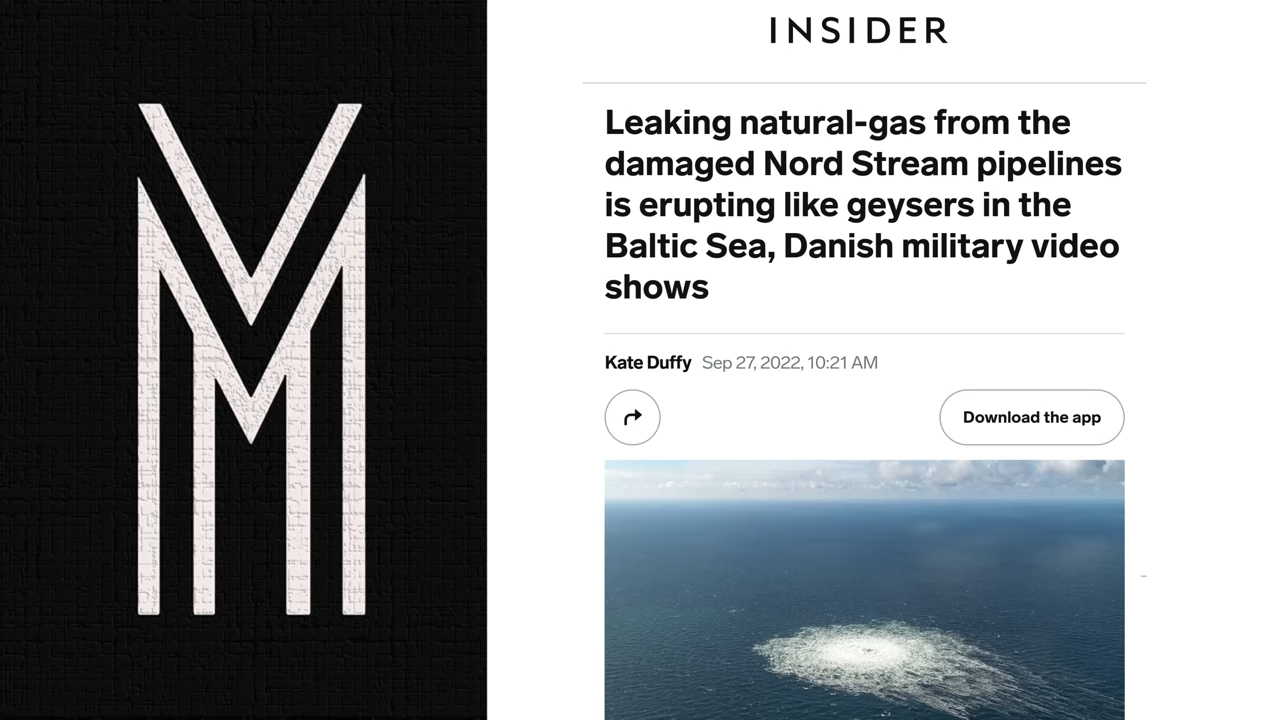 INSIDER
Leaking natural-gas from the
damaged Nord Stream pipelines
is erupting like geysers in the
Baltic Sea, Danish military video
shows
Kate Duffy Sep 27, 2022, 10:21 AM
Download the app